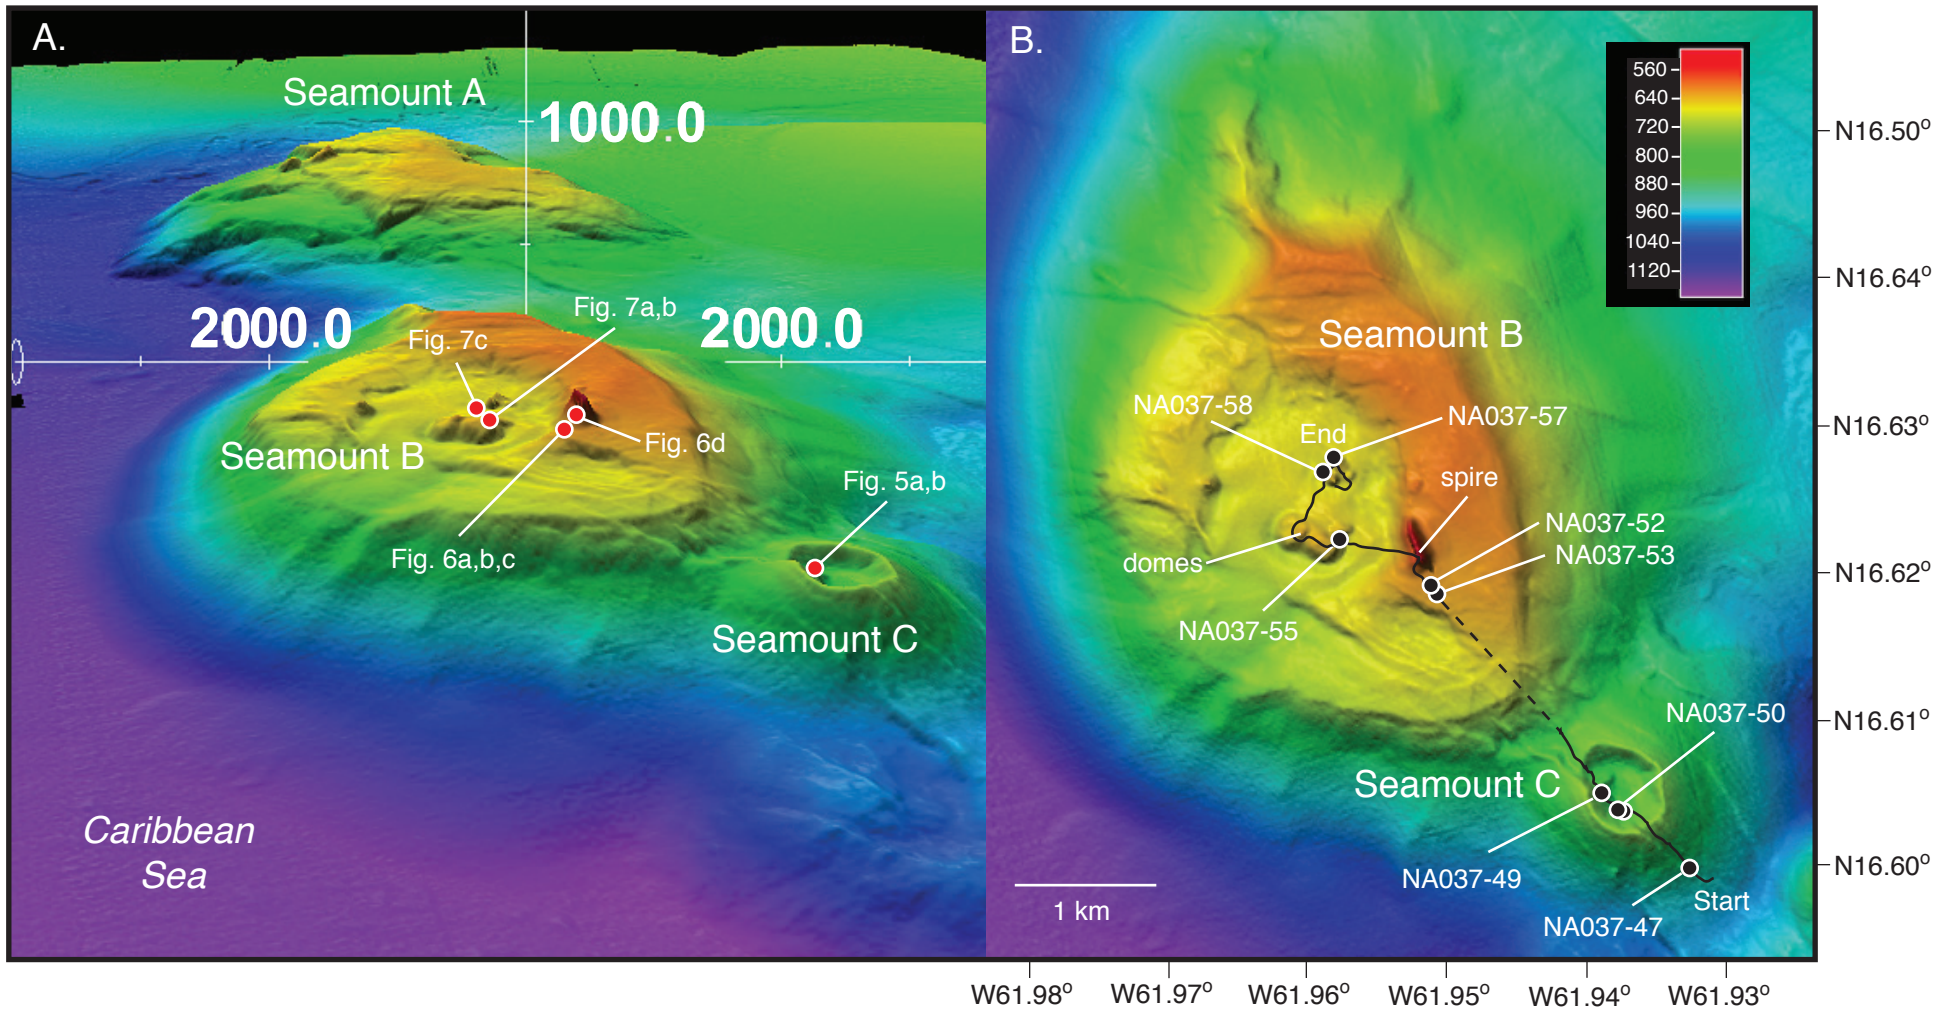 A.
Seamount A
1000.0
2000.0
2000.0
Fig. 7a,b
Fig. 7c
Seamount B
Fig. 6d
Fig. 5a,b
Fig. 6a,b,c
Seamount C
Caribbean
Sea
B.
560
640
720
800
880
960
1040
1120
Seamount B
NA037-58
NA037-57
End
spire
NA037-52
NA037-53
domes
NA037-55
NA037-50
Seamount C
NA037-49
Start
NA037-47
1 km
N16.50°
N16.64°
N16.63°
N16.62°
N16.61°
N16.60°
W61.98°
W61.97°
W61.96°
W61.95°
W61.94°
W61.93°